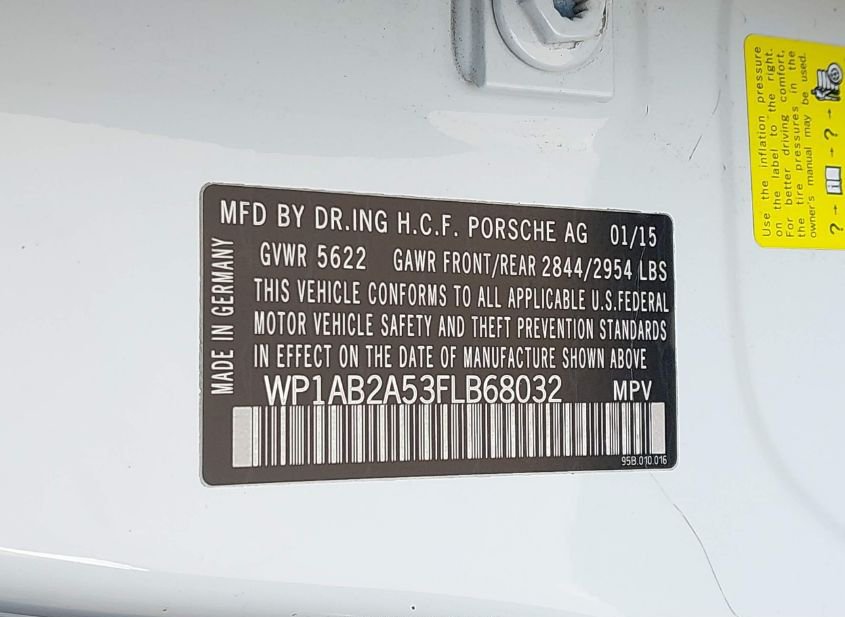 MFD BY DR.ING H.C.F. PORSCHE AG 01/15
GVWR 5622 GAWR FRONT/REAR 2844/2954 LBS
THIS VEHICLE CONFORMS TO ALL APPLICABLE U.S.FEDERAL
MOTOR VEHICLE SAFETY AND THEFT PREVENTION STANDARDS
IN EFFECT ON THE DATE OF MANUFACTURE SHOWN ABOVE
WP1AB2A53FLB68032 MPV
95B.010.016
MADE IN GERMANY
Use the inflation pressure
on the label to the right.
For better driving comfort,
the tire pressures in the
owner's manual may be used.
? → → ? →